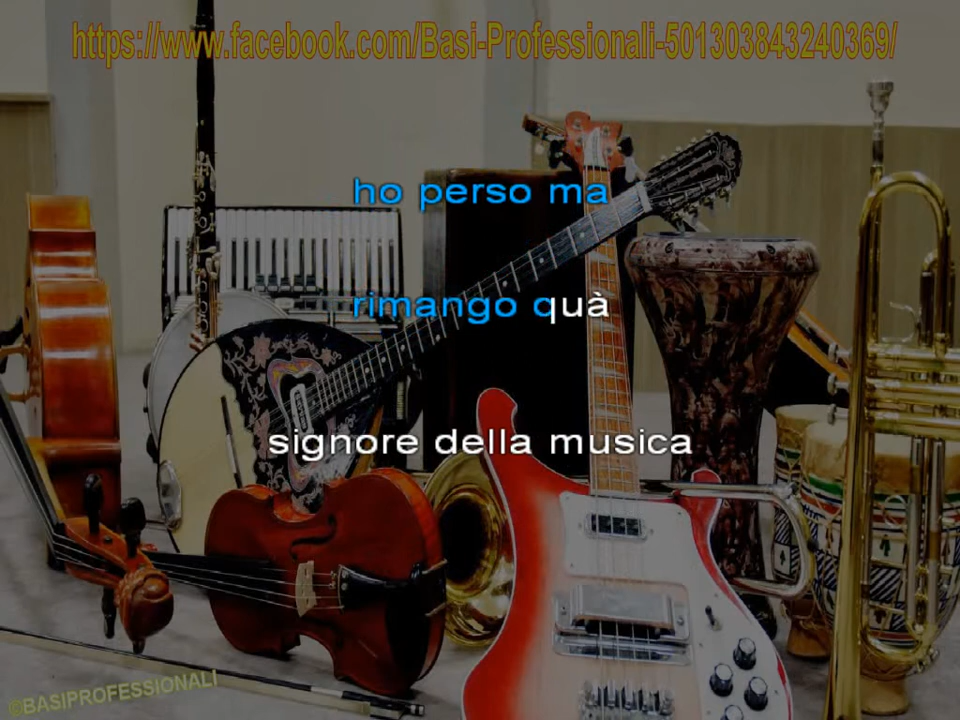 https://www.facebook.com/Basi-Professionali-501303843240369/
ho perso ma
rimango quà
signore della musica
©BASIPROFESSIONALI